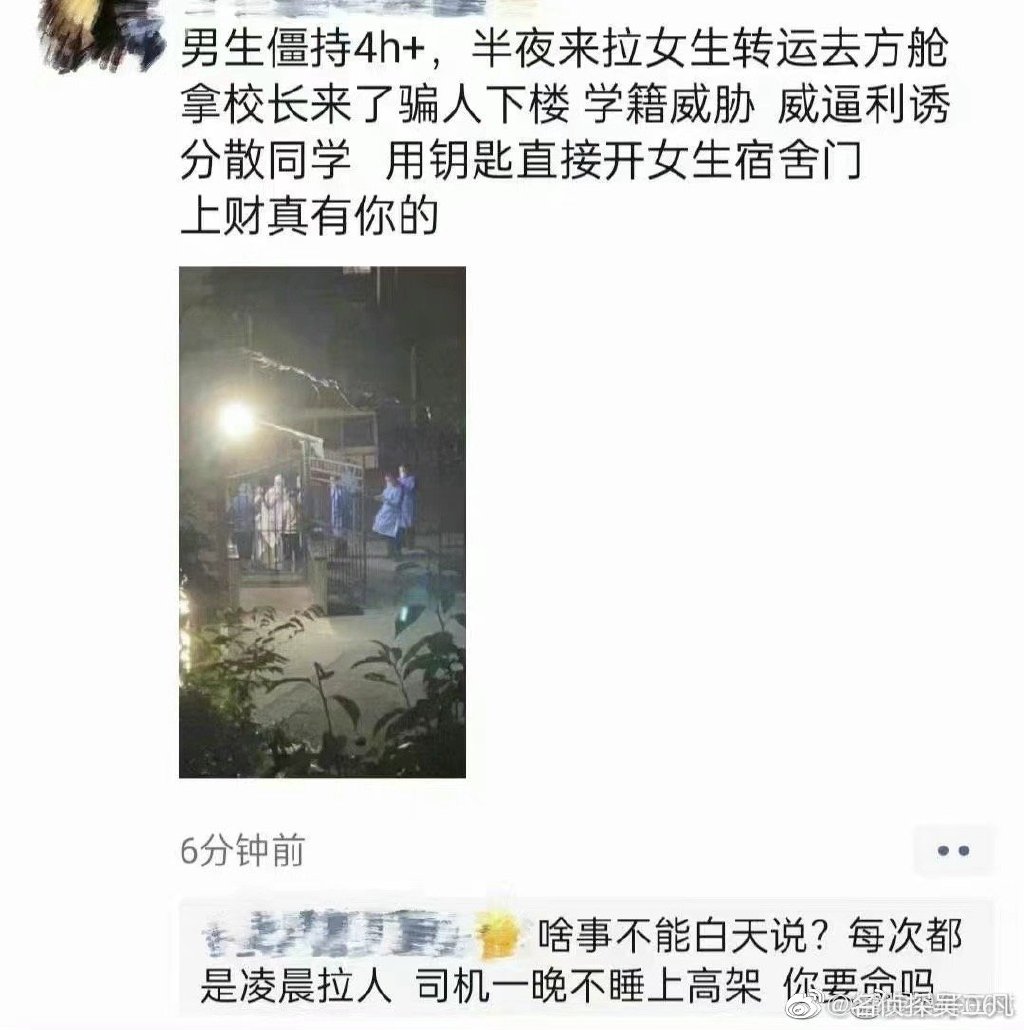 男生僵持4h+，半夜来拉女生转运去方舱
拿校长来了骗人下楼 学籍威胁 威逼利诱
分散同学 用钥匙直接开女生宿舍门
上财真有你的
6分钟前
啥事不能白天说？每次都
是凌晨拉人 司机一晚不睡上高架 你要命吗